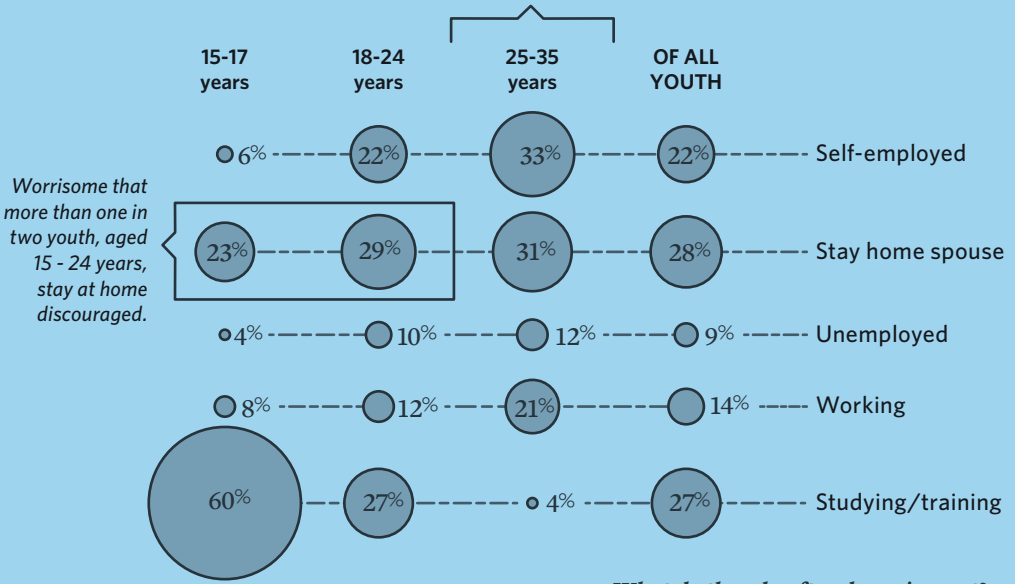 15-17 years
18-24 years
25-35 years
OF ALL YOUTH
6% 22% 33% 22% Self-employed
Worrisome that
more than one in
two youth, aged
15 - 24 years,
stay at home
discouraged.
23% 29% 31% 28% Stay home spouse
4% 10% 12% 9% Unemployed
8% 12% 21% 14% Working
60% 27% 4% 27% Studying/training